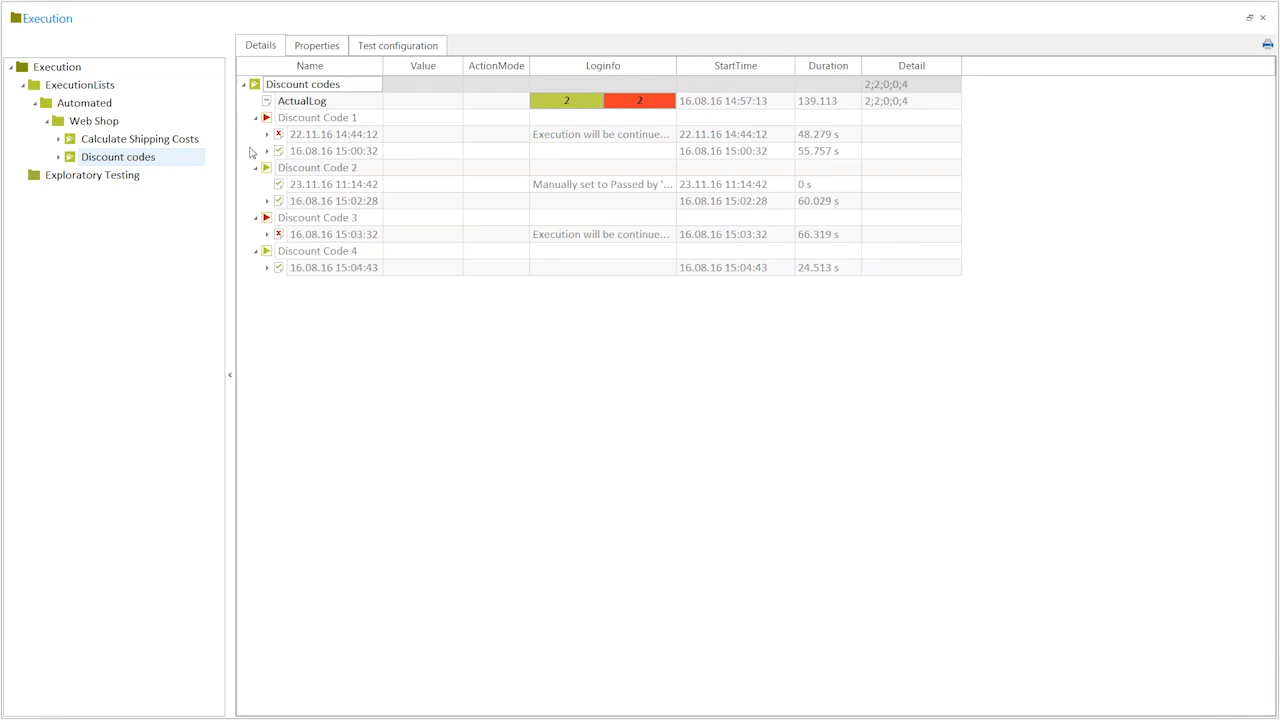 Execution
Details Properties Test configuration
Name Value ActionMode Loginfo StartTime Duration Detail
Execution
ExecutionLists
Automated
Web Shop
Calculate Shipping Costs
Discount codes
Exploratory Testing
Discount codes 2;2;0;0;4
ActualLog 2 2 16.08.16 14:57:13 139.113 2;2;0;0;4
Discount Code 1
22.11.16 14:44:12 Execution will be continue... 22.11.16 14:44:12 48.279 s
16.08.16 15:00:32 16.08.16 15:00:32 55.757 s
Discount Code 2
23.11.16 11:14:42 Manually set to Passed by '... 23.11.16 11:14:42 0 s
16.08.16 15:02:28 16.08.16 15:02:28 60.029 s
Discount Code 3
16.08.16 15:03:32 Execution will be continue... 16.08.16 15:03:32 66.319 s
Discount Code 4
16.08.16 15:04:43 16.08.16 15:04:43 24.513 s